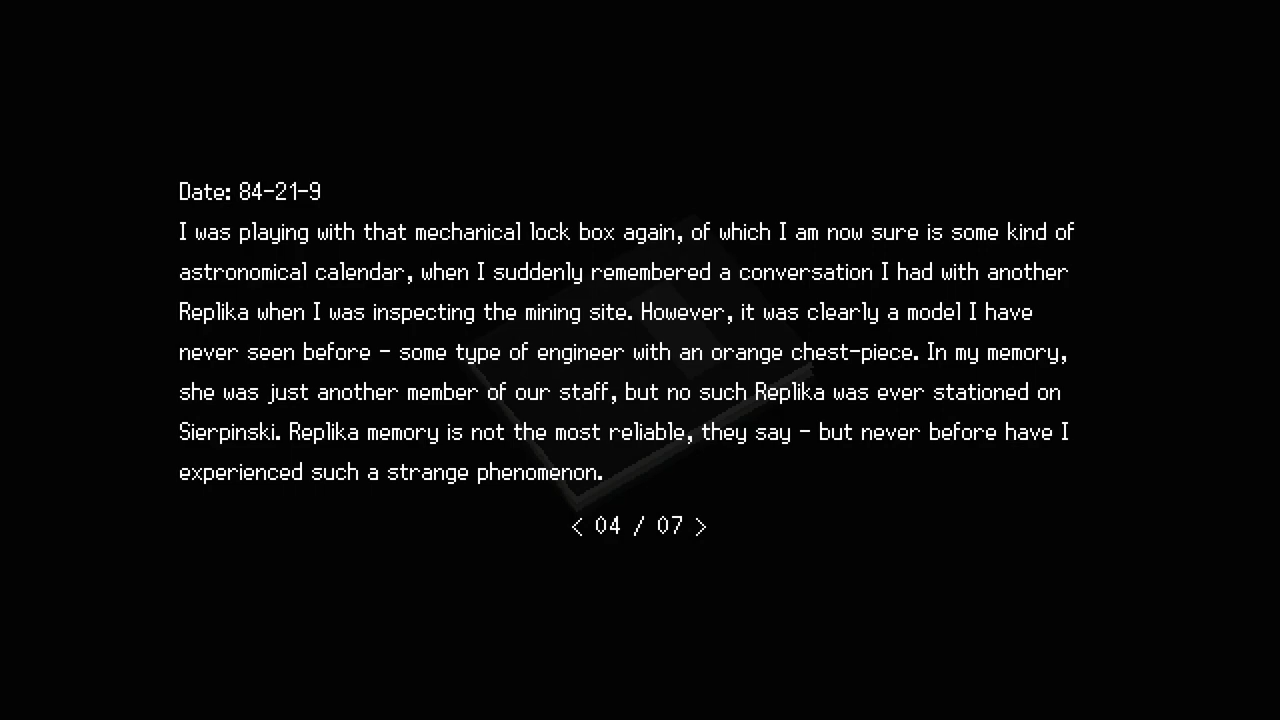 Date: 84-21-9
I was playing with that mechanical lock box again, of which I am now sure is some kind of
astronomical calendar, when I suddenly remembered a conversation I had with another
Replika when I was inspecting the mining site. However, it was clearly a model I have
never seen before - some type of engineer with an orange chest-piece. In my memory,
she was just another member of our staff, but no such Replika was ever stationed on
Sierpinski. Replika memory is not the most reliable, they say - but never before have I
experienced such a strange phenomenon.
< 04 / 07 >